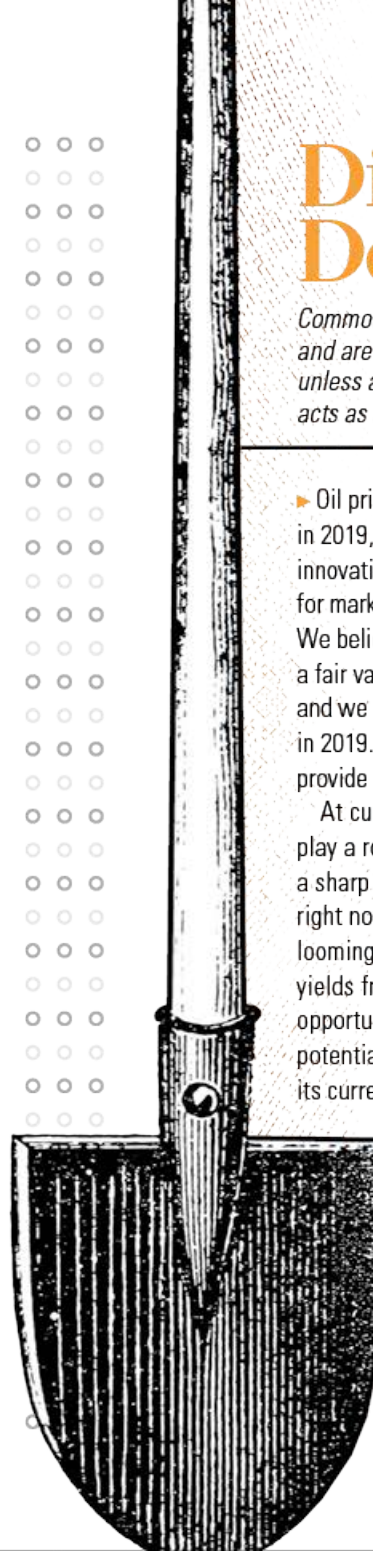 Di
De
Commo
and are
unless a
acts as
▸ Oil pri
in 2019,
innovati
for mark
We beli
a fair va
and we
in 2019.
provide
At cu
play a ro
a sharp
right no
looming
yields fr
opportu
potentia
its curre